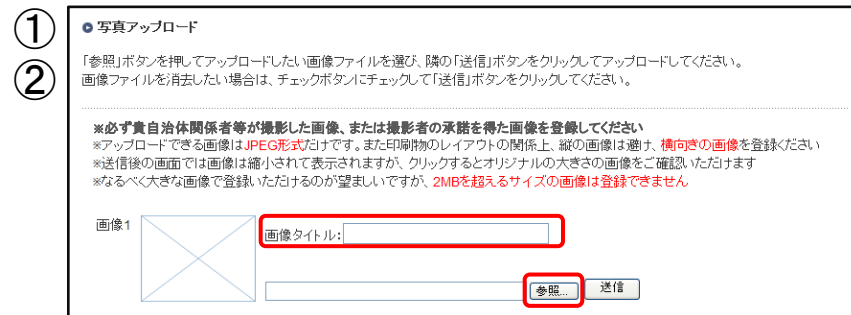 ①
写真アップロード
②
「参照」ボタンを押してアップロードしたい画像ファイルを選び、隣の「送信」ボタンをクリックしてアップロードしてください。
画像ファイルを消去したい場合は、チェックボタンにチェックして「送信」ボタンをクリックしてください。
※必ず貴自治体関係者等が撮影した画像、または撮影者の承諾を得た画像を登録してください
※アップロードできる画像はJPEG形式だけです。また印刷物のレイアウトの関係上、縦の画像は避け、横向きの画像を登録ください
※送信後の画面では画像は縮小されて表示されますが、クリックするとオリジナルの大きさの画像をご確認いただけます
※なるべく大きな画像で登録いただけるのが望ましいですが、2MBを超えるサイズの画像は登録できません
画像1
画像タイトル:
参照... 送信